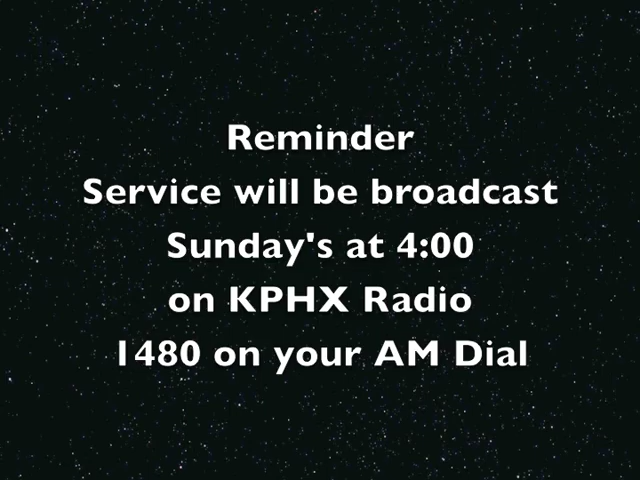 Reminder
Service will be broadcast
Sunday's at 4:00
on KPHX Radio
1480 on your AM Dial